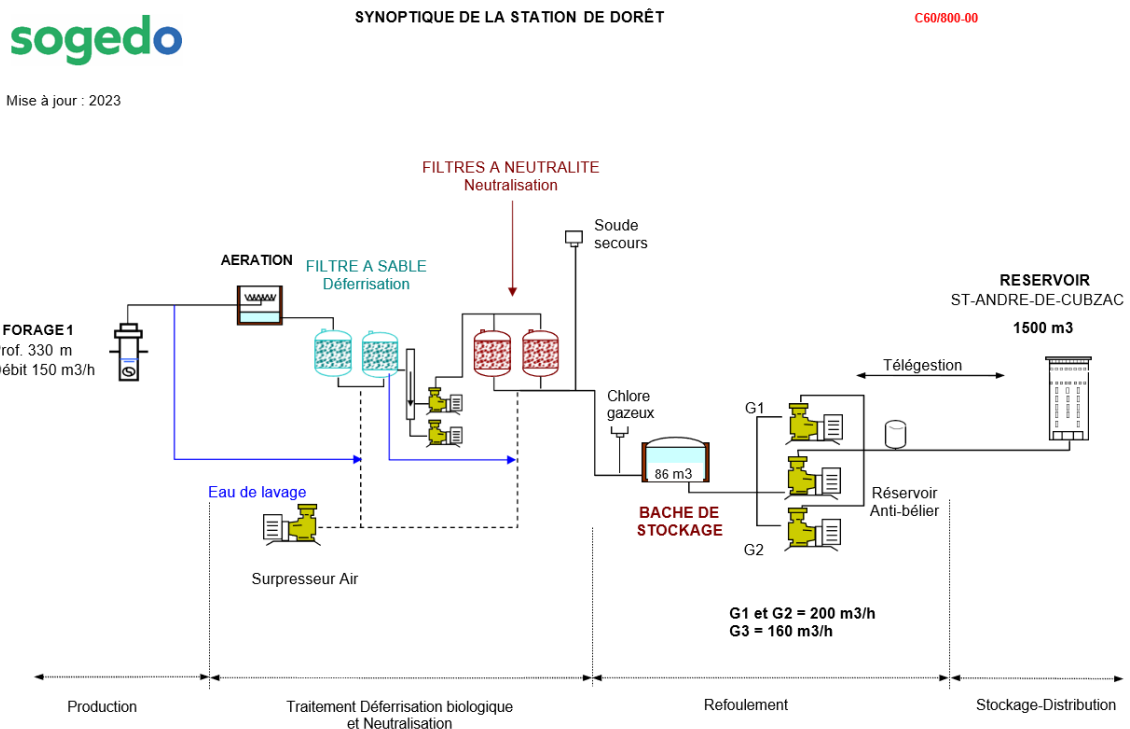 SYNOPTIQUE DE LA STATION DE DORÊT
C60/800-00
sogedo
Mise à jour : 2023
FILTRES A NEUTRALITE
Neutralisation
Soude
secours
AERATION
FILTRE A SABLE
Déferrisation
RESERVOIR
ST-ANDRE-DE-CUBZAC
1500 m3
FORAGE 1
Prof. 330 m
Débit 150 m3/h
Télégestion
Chlore
gazeux
G1
86 m3
Eau de lavage
BACHE DE
STOCKAGE
Réservoir
Anti-bélier
G2
Surpresseur Air
G1 et G2 = 200 m3/h
G3 = 160 m3/h
Production
Traitement Déferrisation biologique
et Neutralisation
Refoulement
Stockage-Distribution